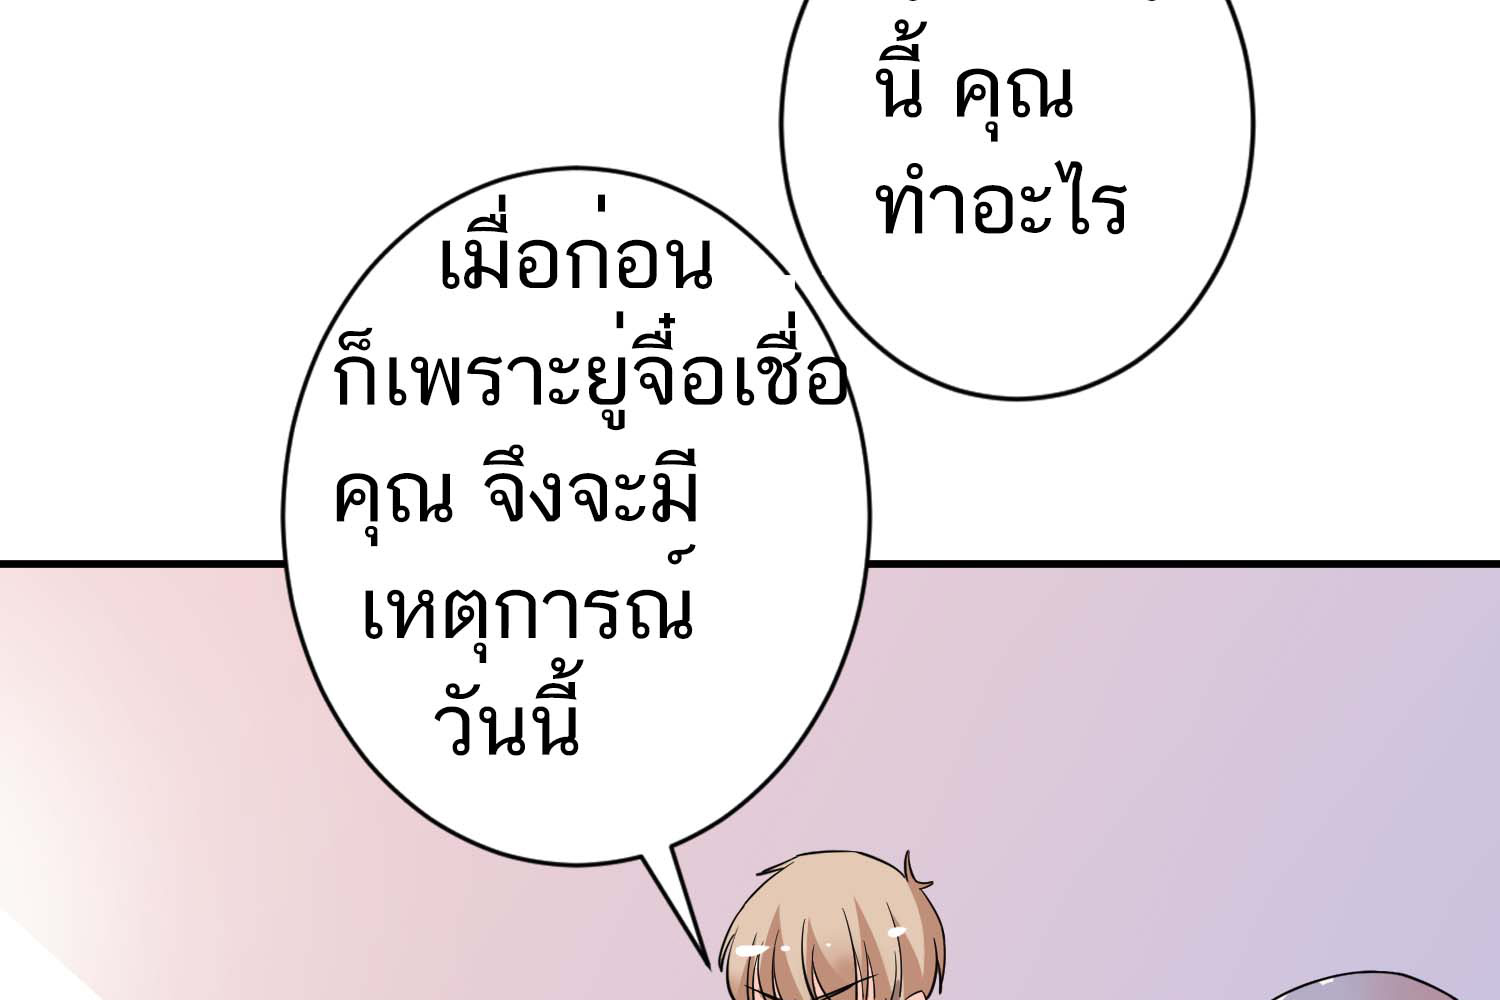 นี้ คุณ
ทำอะไร
เมื่อก่อน
ก็เพราะยู่จื๋อเชื่อ
คุณ จึงจะมี
เหตุการณ์
วันนี้